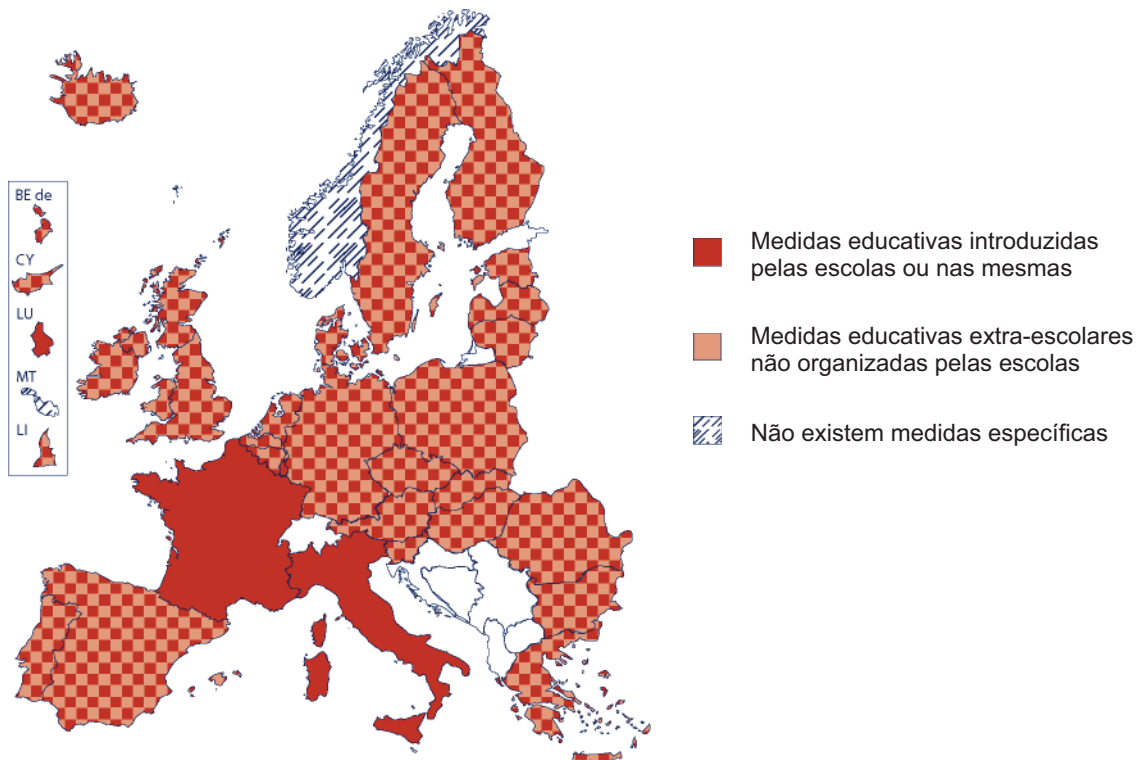 BE de
CY
LU
MT
LI
Medidas educativas introduzidas
pelas escolas ou nas mesmas
Medidas educativas extra-escolares
não organizadas pelas escolas
Não existem medidas específicas